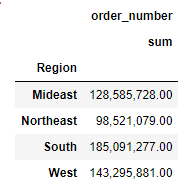 order_number
sum
Region
Mideast 128,585,728.00
Northeast 98,521,079.00
South 185,091,277.00
West 143,295,881.00